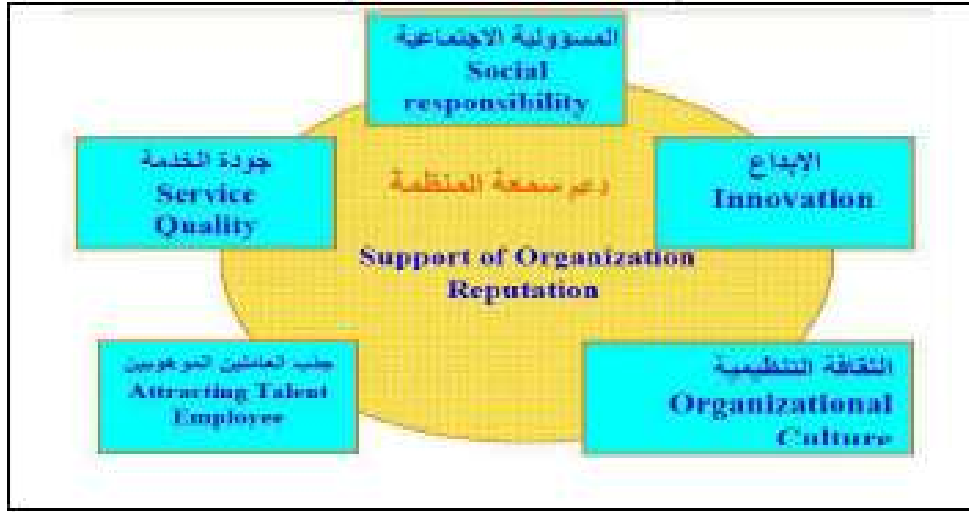 المسؤولية الاجتماعية
Social
responsibility
جودة الخدمة
Service
Quality
الإبداع
Innovation
دعم سمعة المنظمة
Support of Organization
Reputation
جذب العاملين الموهوبين
Attracting Talent
Employee
الثقافة التنظيمية
Organizational
Culture